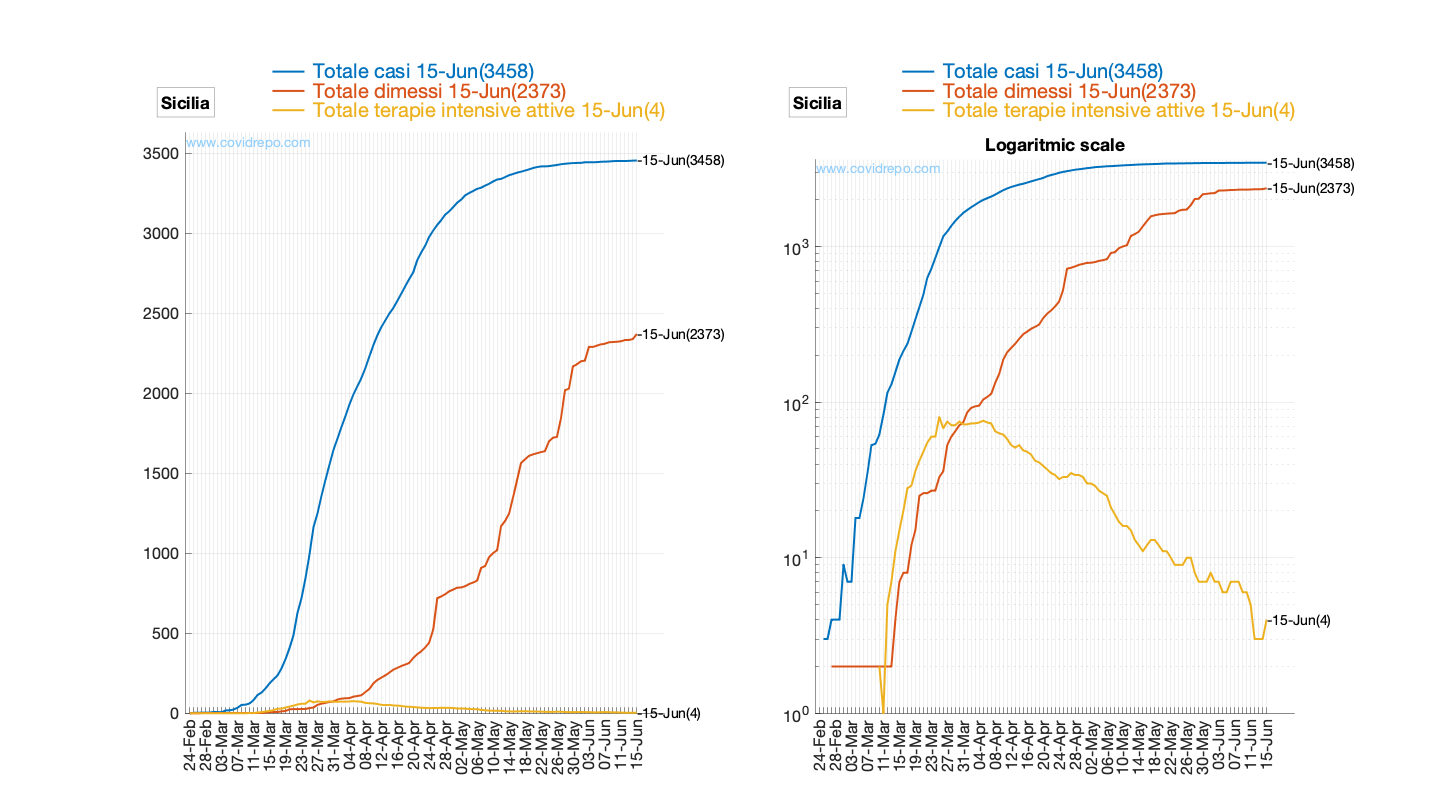 Totale casi 15-Jun(3458)
Totale dimessi 15-Jun(2373)
Totale terapie intensive attive 15-Jun(4)
Sicilia
www.covidrepo.com
3500
3000
2500
2000
1500
1000
500
0
-15-Jun(3458)
-15-Jun(2373)
-15-Jun(4)
24-Feb
28-Feb
03-Mar
07-Mar
11-Mar
15-Mar
19-Mar
23-Mar
27-Mar
31-Mar
04-Apr
08-Apr
12-Apr
16-Apr
20-Apr
24-Apr
28-Apr
02-May
06-May
10-May
14-May
18-May
22-May
26-May
30-May
03-Jun
07-Jun
11-Jun
15-Jun
Totale casi 15-Jun(3458)
Totale dimessi 15-Jun(2373)
Totale terapie intensive attive 15-Jun(4)
Sicilia
Logaritmic scale
www.covidrepo.com
10^3
10^2
10^1
10^0
-15-Jun(3458)
-15-Jun(2373)
-15-Jun(4)
24-Feb
28-Feb
03-Mar
07-Mar
11-Mar
15-Mar
19-Mar
23-Mar
27-Mar
31-Mar
04-Apr
08-Apr
12-Apr
16-Apr
20-Apr
24-Apr
28-Apr
02-May
06-May
10-May
14-May
18-May
22-May
26-May
30-May
03-Jun
07-Jun
11-Jun
15-Jun